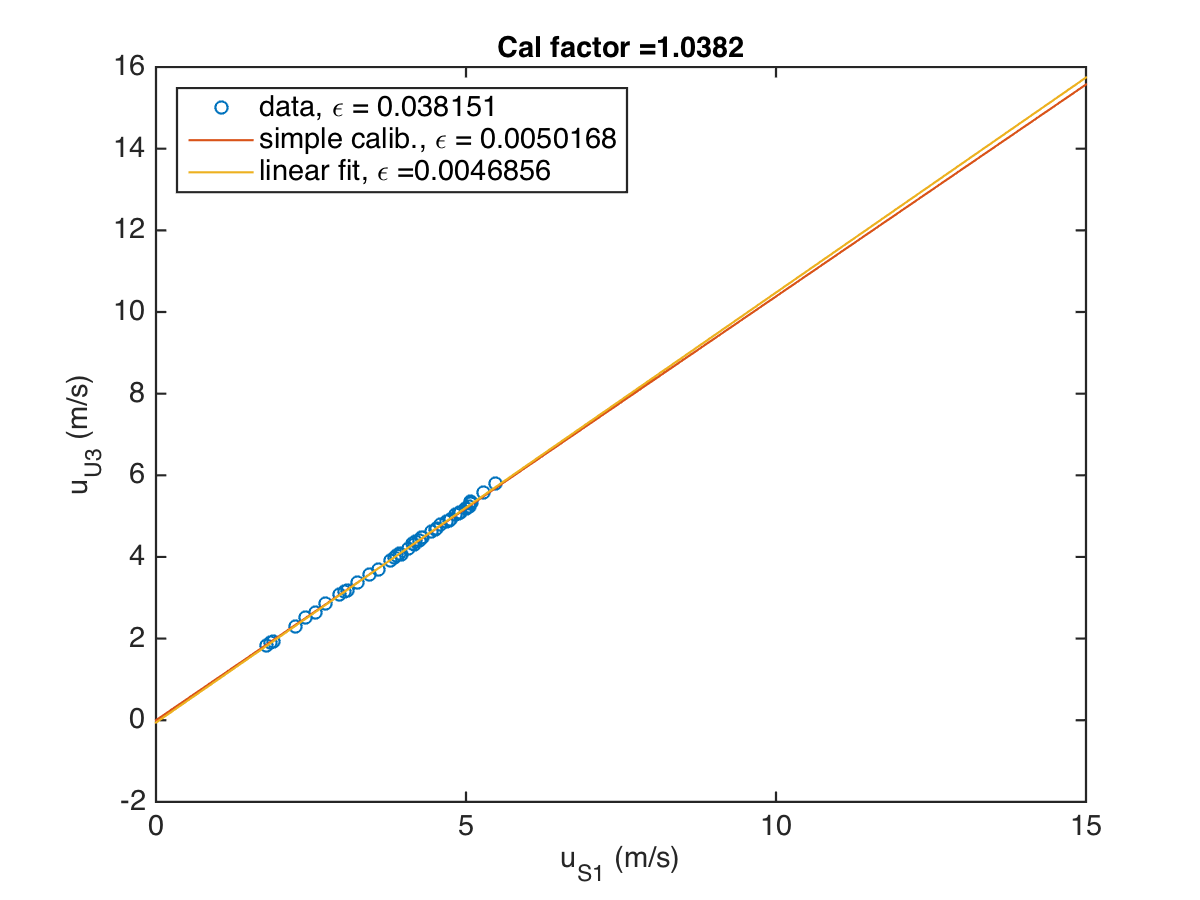 Cal factor =1.0382
data, ϵ = 0.038151
simple calib., ϵ = 0.0050168
linear fit, ϵ =0.0046856
16
14
12
10
8
6
4
2
0
-2
u_U3 (m/s)
0 5 10 15
u_S1 (m/s)